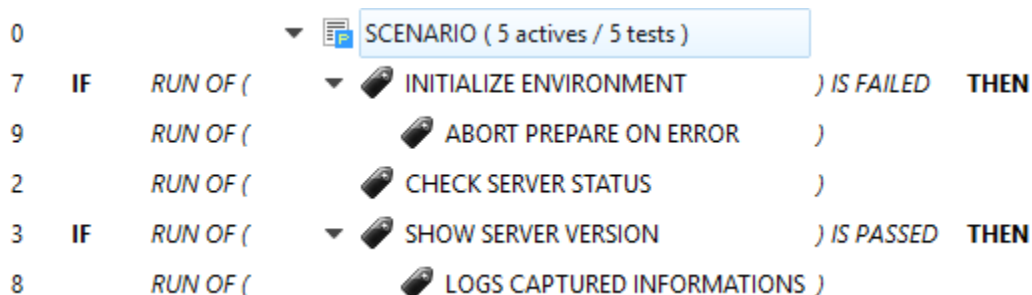 0 SCENARIO ( 5 actives / 5 tests )
7 IF RUN OF ( INITIALIZE ENVIRONMENT ) IS FAILED THEN
9 RUN OF ( ABORT PREPARE ON ERROR )
2 RUN OF ( CHECK SERVER STATUS )
3 IF RUN OF ( SHOW SERVER VERSION ) IS PASSED THEN
8 RUN OF ( LOGS CAPTURED INFORMATIONS )